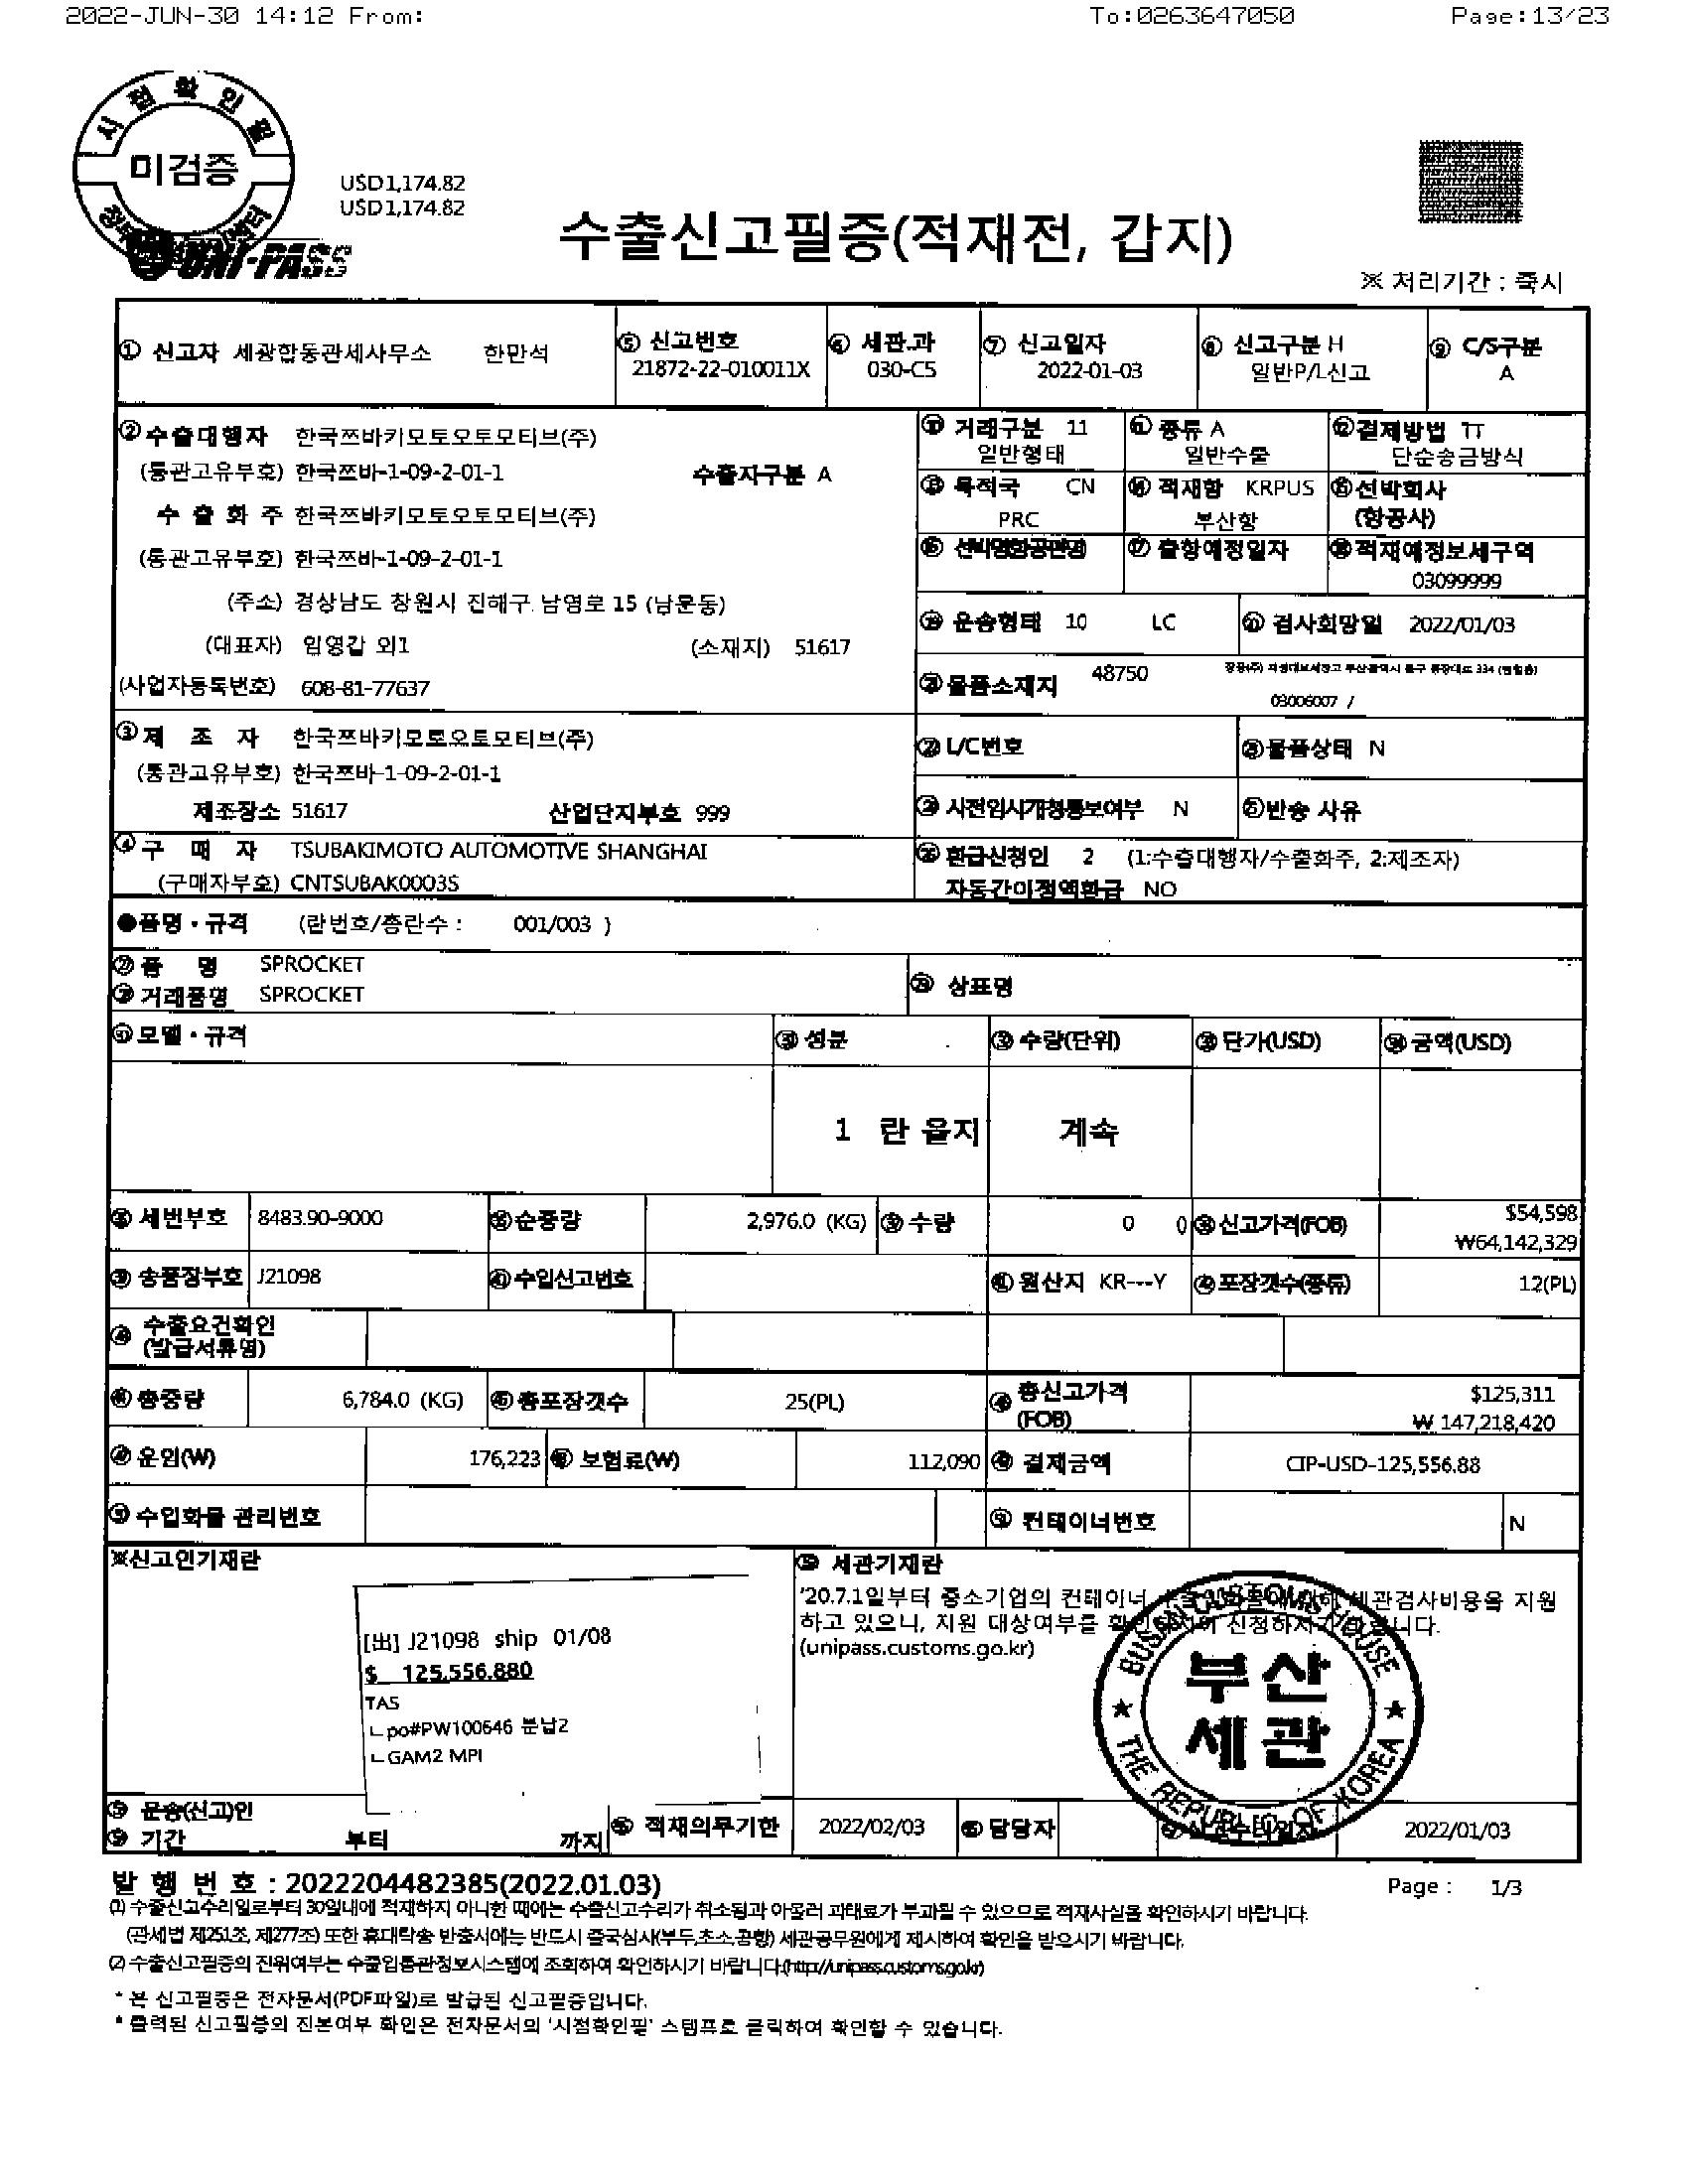 2022-JUN-30 14:12 From: To:0263647050 Page:13/23
시점확인필
미검증
USD1,174.82
USD1,174.82
UNI-PASS
수출신고필증(적재전, 갑지)
※ 처리기간 : 즉시
① 신고자 세광합동관세사무소 한만석
⑤ 신고번호
21872-22-010011X
⑥ 세관.과
030-C5
⑦ 신고일자
2022-01-03
⑧ 신고구분 H
일반P/L신고
⑨ C/S구분
A
② 수출대행자 한국쯔바키모토오토모티브(주)
(통관고유부호) 한국쯔바-1-09-2-01-1 수출자구분 A
수 출 화 주 한국쯔바키모토오토모티브(주)
(통관고유부호) 한국쯔바-1-09-2-01-1
(주소) 경상남도 창원시 진해구 남영로 15 (남문동)
(대표자) 임영갑 외1 (소재지) 51617
(사업자등록번호) 608-81-77637
⑩ 거래구분 11
일반형태
⑪ 종류 A
일반수출
⑫ 결제방법 TT
단순송금방식
⑬ 목적국 CN
PRC
⑭ 적재항 KRPUS
부산항
⑮ 선박회사
(항공사)
⑯ 선박명(항공편명)
⑰ 출항예정일자
⑱ 적재예정보세구역
03099999
⑲ 운송형태 10 LC
⑳ 검사희망일 2022/01/03
㉑ 물품소재지 48750
03006007 /
③ 제 조 자 한국쯔바키모토오토모티브(주)
(통관고유부호) 한국쯔바-1-09-2-01-1
제조장소 51617 산업단지부호 999
㉒ L/C번호
㉓ 물품상태 N
㉔ 사전임시개청통보여부 N
㉕ 반송 사유
④ 구 매 자 TSUBAKIMOTO AUTOMOTIVE SHANGHAI
(구매자부호) CNTSUBAK0003S
㉖ 환급신청인 2 (1:수출대행자/수출화주, 2:제조자)
자동간이정액환급 NO
●품명 · 규격 (란번호/총란수 : 001/003 )
㉗ 품 명 SPROCKET
㉘ 거래품명 SPROCKET
㉙ 상표명
㉚ 모델 · 규격
㉛ 성분
㉜ 수량(단위)
㉝ 단가(USD)
㉞ 금액(USD)
1 란 을지 계속
㉟ 세번부호 8483.90-9000
㊱ 순중량 2,976.0 (KG)
㊲ 수량 0 0
㊳ 신고가격(FOB) $54,598
₩64,142,329
㊴ 송품장부호 J21098
㊵ 수입신고번호
㊶ 원산지 KR---Y
㊷ 포장갯수(종류) 12(PL)
㊸ 수출요건확인
(발급서류명)
㊹ 총중량 6,784.0 (KG)
㊺ 총포장갯수 25(PL)
㊻ 총신고가격
(FOB)
$125,311
₩ 147,218,420
㊼ 운임(₩) 176,223
㊽ 보험료(₩) 112,090
㊾ 결제금액 CIP-USD-125,556.88
㊿ 수입화물 관리번호
컨테이너번호 N
※신고인기재란
[出] J21098 ship 01/08
$ 125.556.880
TAS
ㄴpo#PW100646 분납2
ㄴGAM2 MPI
세관기재란
'20.7.1일부터 중소기업의 컨테이너 세관검사비용을 지원
하고 있으니, 지원 대상여부를 신청하시기 바랍니다.
(unipass.customs.go.kr)
BUSAN CUSTOMS HOUSE
부산
세관
THE REPUBLIC OF KOREA
운송(신고)인
기간 부터 까지
적재의무기한 2022/02/03
담당자
2022/01/03
발 행 번 호 : 2022204482385(2022.01.03) Page : 1/3
(1) 수출신고수리일로부터 30일내에 적재하지 아니한 때에는 수출신고수리가 취소됨과 아울러 과태료가 부과될 수 있으므로 적재사실을 확인하시기 바랍니다.
(관세법 제251조, 제277조) 또한 휴대탁송 반출시에는 반드시 출국심사(부두,초소,공항) 세관공무원에게 제시하여 확인을 받으시기 바랍니다.
(2) 수출신고필증의 진위여부는 수출입통관정보시스템에 조회하여 확인하시기 바랍니다.(http://unipass.customs.go.kr)
* 본 신고필증은 전자문서(PDF파일)로 발급된 신고필증입니다.
* 출력된 신고필증의 진본여부 확인은 전자문서의 '시점확인필' 스탬프로 클릭하여 확인할 수 있습니다.